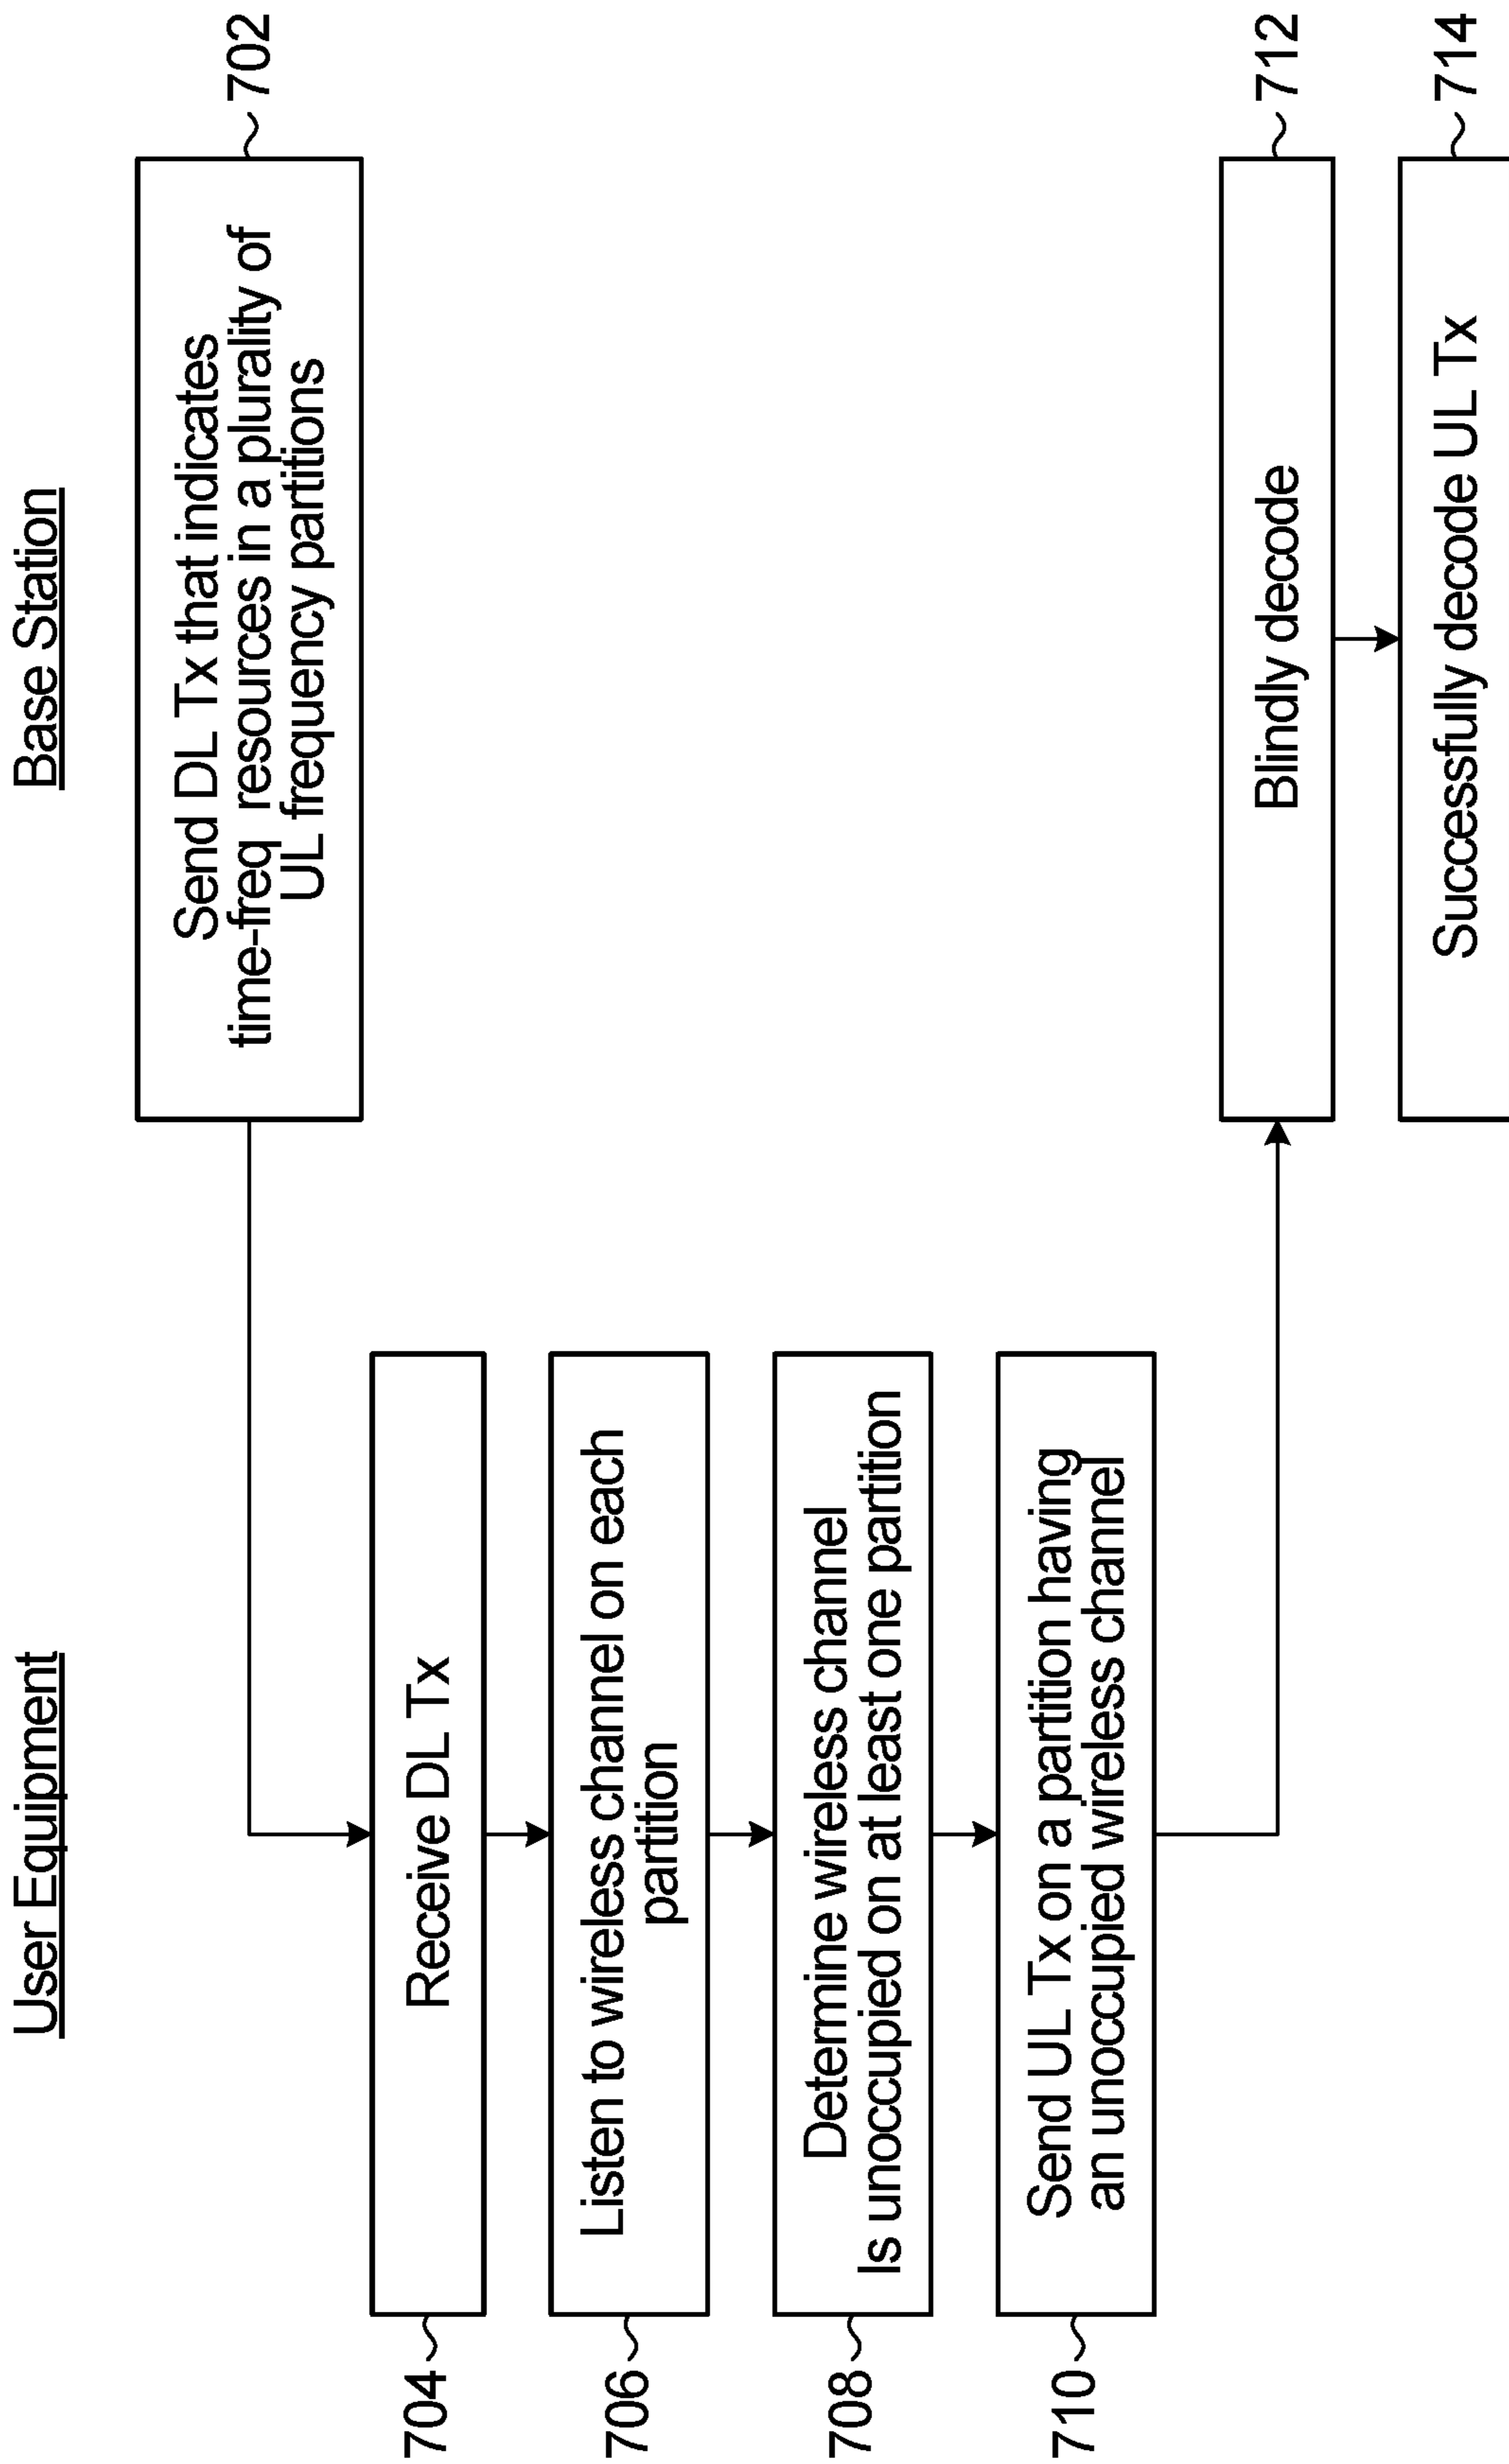 User Equipment
Base Station
Send DL Tx that indicates
time-freq resources in a plurality of
UL frequency partitions
702
704
Receive DL Tx
706
Listen to wireless channel on each
partition
708
Determine wireless channel
Is unoccupied on at least one partition
710
Send UL Tx on a partition having
an unoccupied wireless channel
Blindly decode
712
Successfully decode UL Tx
714